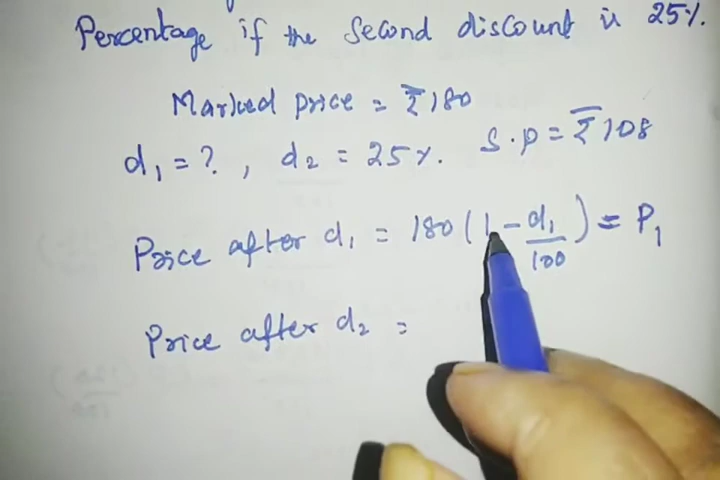 Percentage if the second discount is 25%.
Marked price = ₹180
d₁ = ? , d₂ = 25%. S.p = ₹108
Price after d₁ = 180 (1 - d₁/100) = P₁
Price after d₂ =